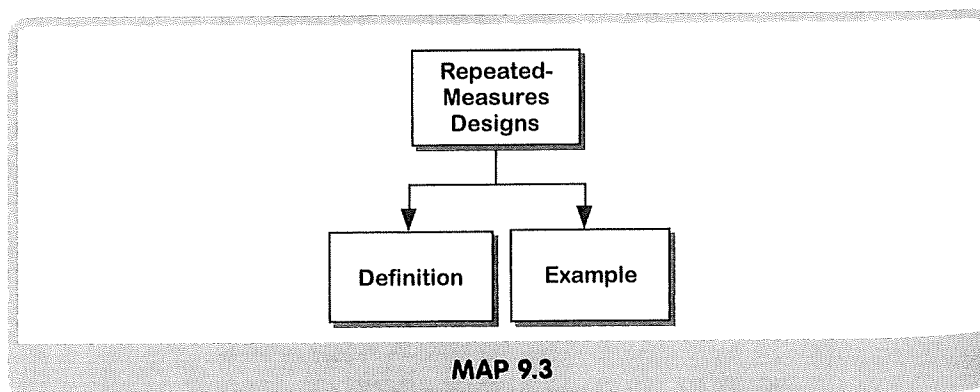 Repeated-
Measures
Designs
Definition
Example
MAP 9.3